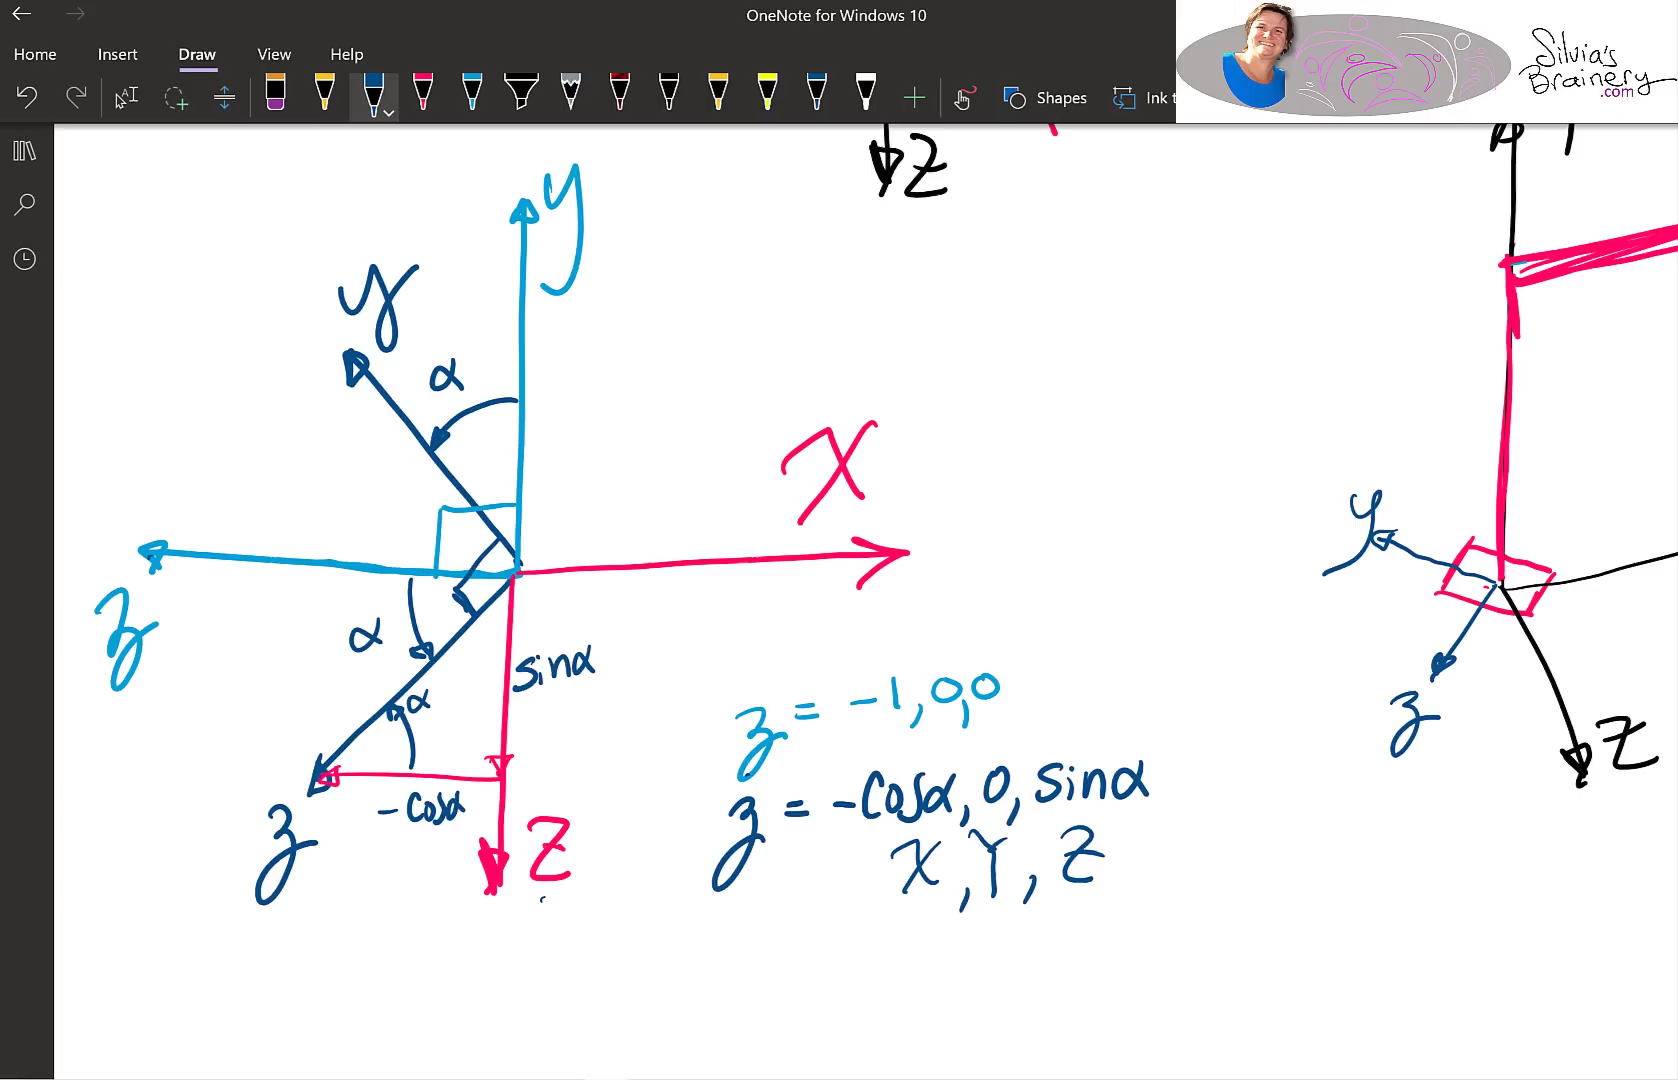 OneNote for Windows 10
Home Insert Draw View Help
Shapes
Ink t
Silvia's
Brainery
.com
Z
y
y
α
X
z
α
sinα
α
-cosα
z
Z
z = -1, 0,0
z = -cosα, 0, sinα
X, Y, Z
y
z
Z